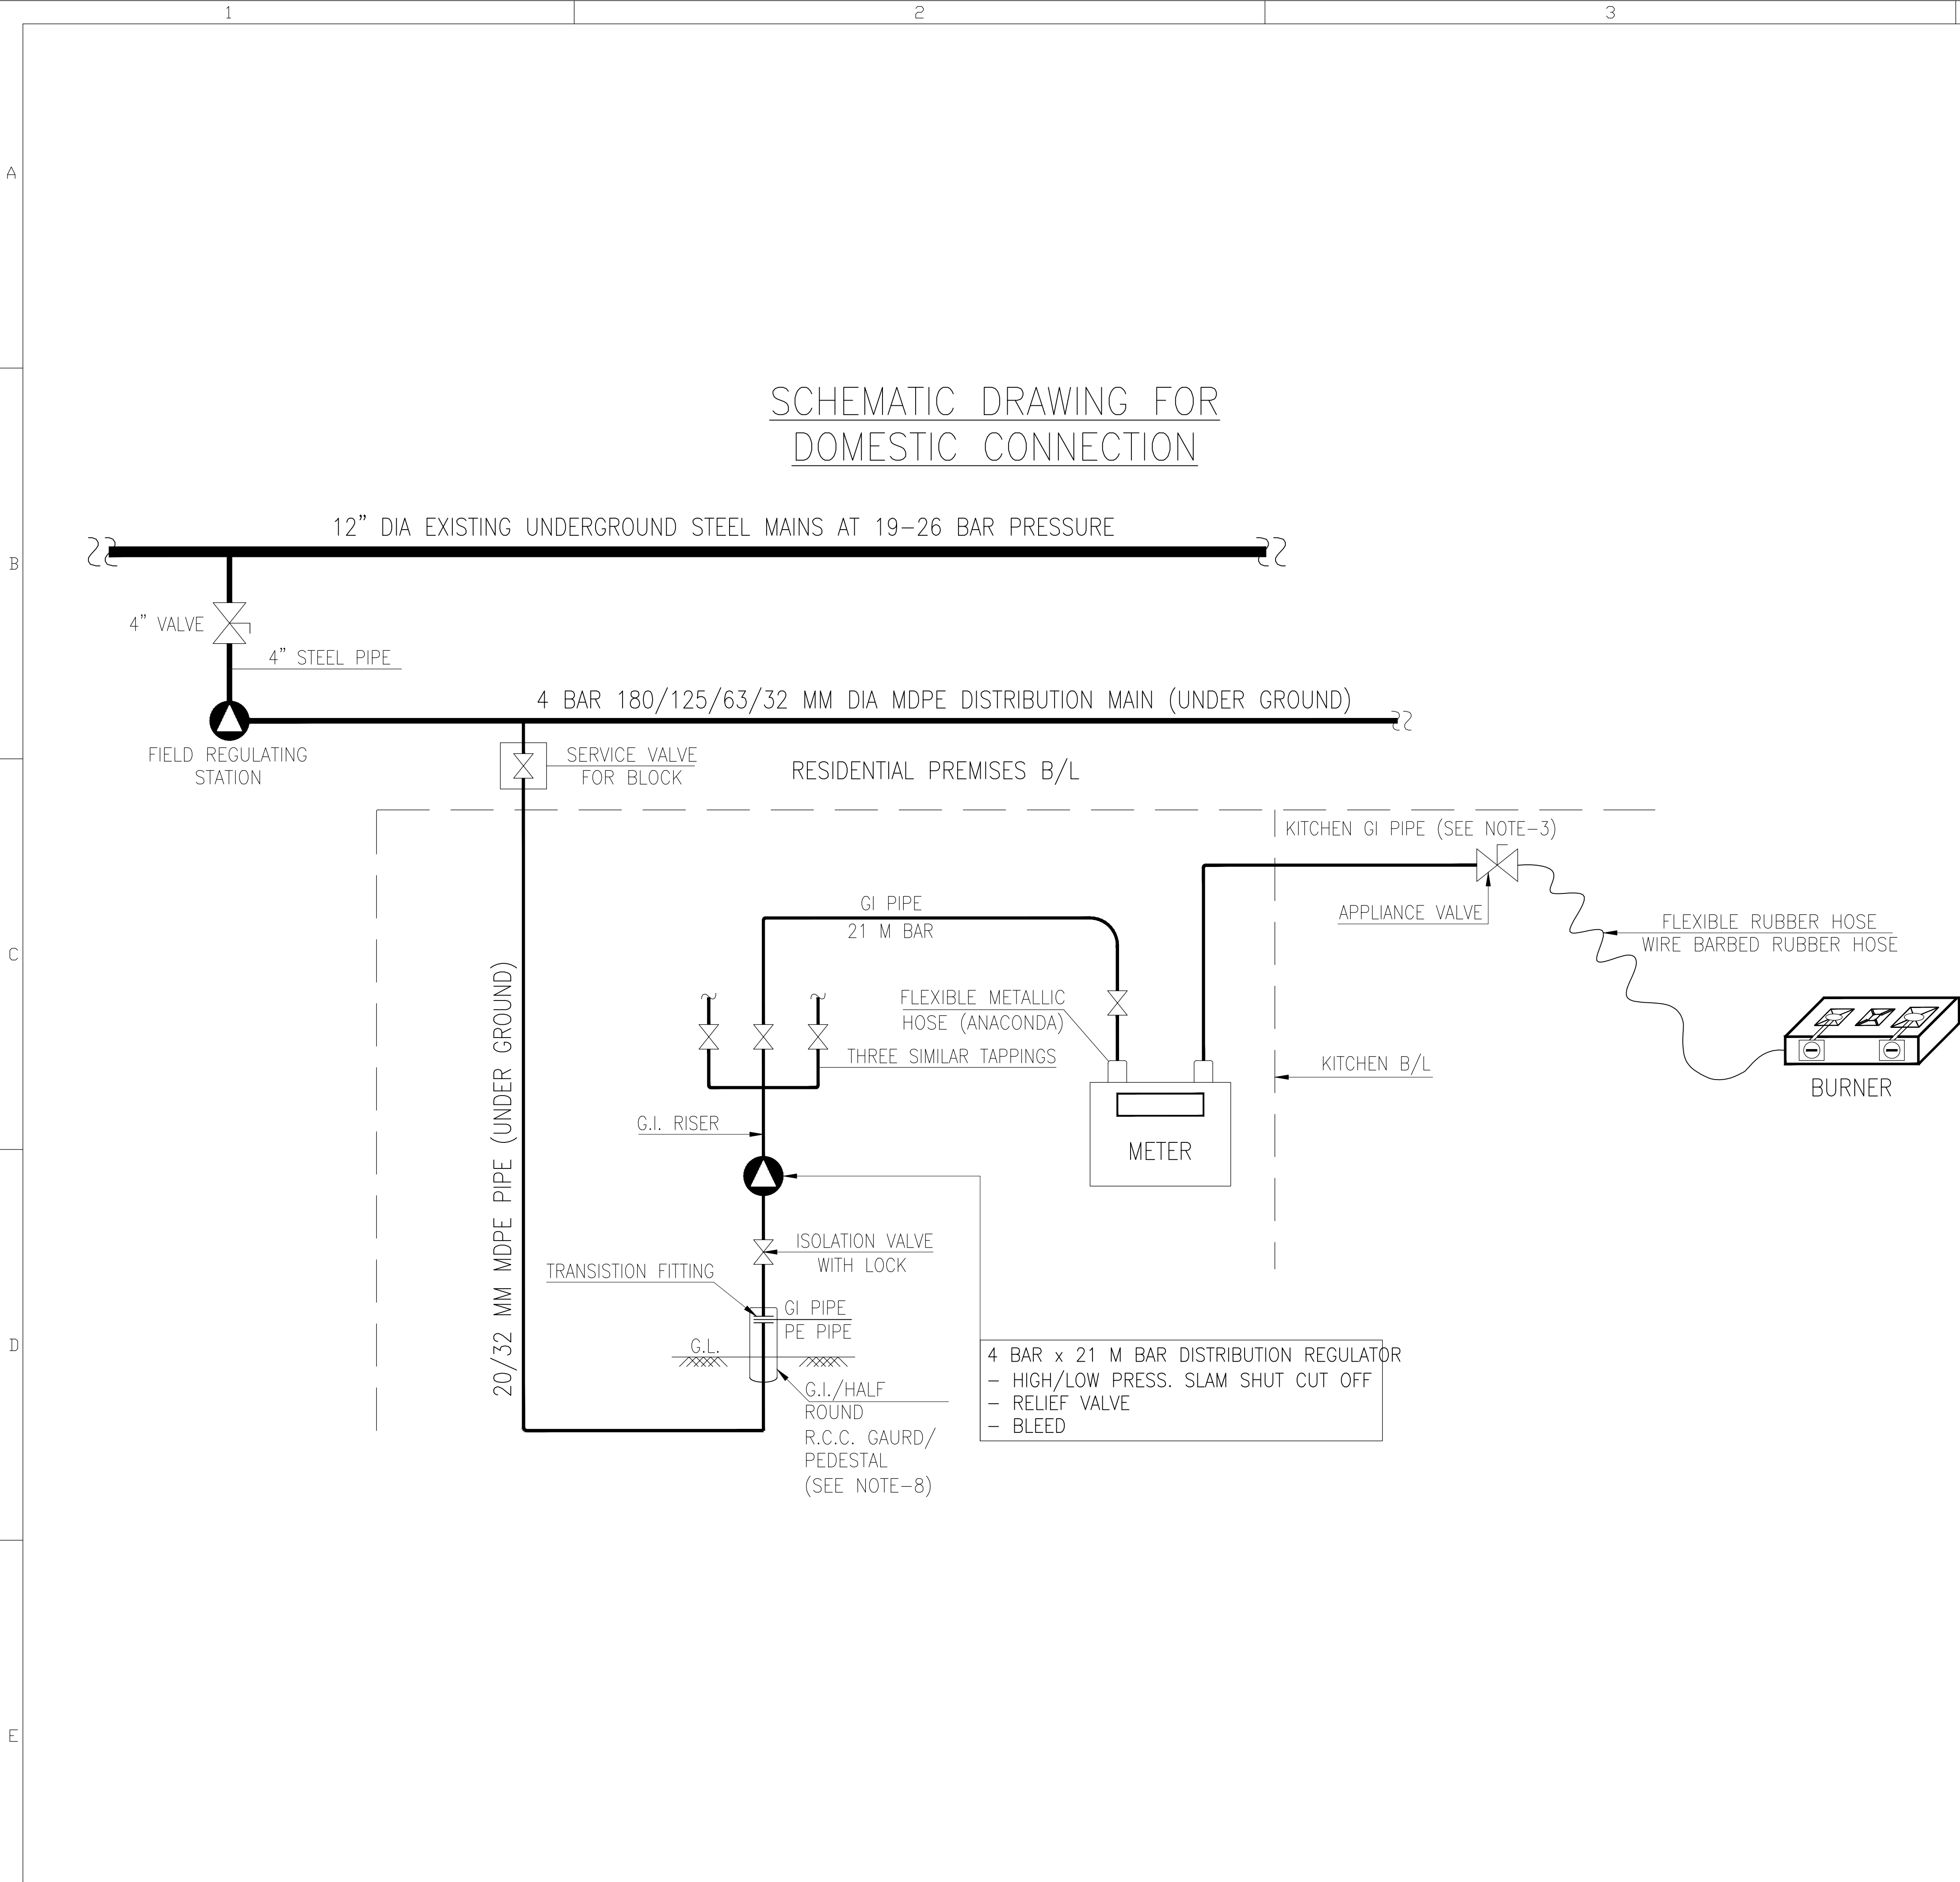 1
2
3
A
B
C
D
E
SCHEMATIC DRAWING FOR
DOMESTIC CONNECTION
12” DIA EXISTING UNDERGROUND STEEL MAINS AT 19-26 BAR PRESSURE
4” VALVE
4” STEEL PIPE
4 BAR 180/125/63/32 MM DIA MDPE DISTRIBUTION MAIN (UNDER GROUND)
FIELD REGULATING
STATION
SERVICE VALVE
FOR BLOCK
RESIDENTIAL PREMISES B/L
KITCHEN GI PIPE (SEE NOTE-3)
APPLIANCE VALVE
FLEXIBLE RUBBER HOSE
WIRE BARBED RUBBER HOSE
GI PIPE
21 M BAR
20/32 MM MDPE PIPE (UNDER GROUND)
FLEXIBLE METALLIC
HOSE (ANACONDA)
THREE SIMILAR TAPPINGS
KITCHEN B/L
BURNER
G.I. RISER
METER
ISOLATION VALVE
WITH LOCK
TRANSISTION FITTING
GI PIPE
PE PIPE
G.L.
4 BAR x 21 M BAR DISTRIBUTION REGULATOR
- HIGH/LOW PRESS. SLAM SHUT CUT OFF
- RELIEF VALVE
- BLEED
G.I./HALF
ROUND
R.C.C. GAURD/
PEDESTAL
(SEE NOTE-8)